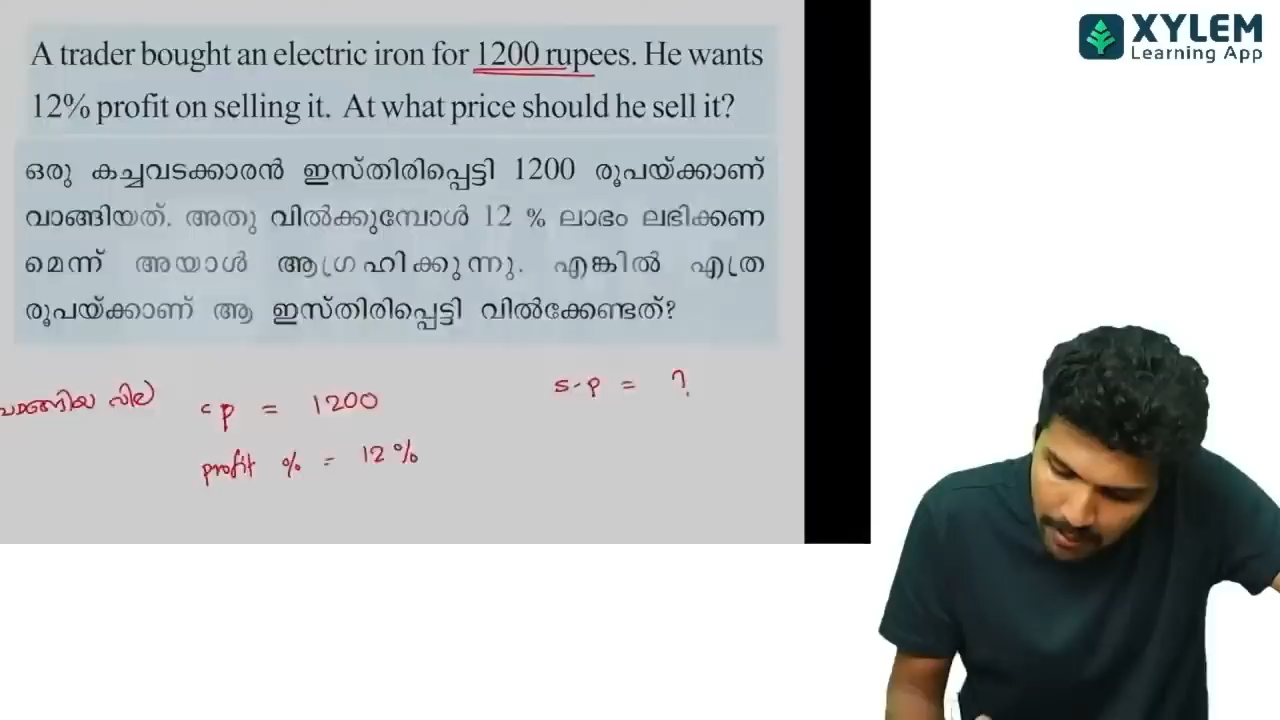 XYLEM
Learning App
A trader bought an electric iron for 1200 rupees. He wants
12% profit on selling it. At what price should he sell it?
ഒരു കച്ചവടക്കാരൻ ഇസ്തിരിപ്പെട്ടി 1200 രൂപയ്ക്കാണ്
വാങ്ങിയത്. അതു വിൽക്കുമ്പോൾ 12 % ലാഭം ലഭിക്കണ
മെന്ന് അയാൾ ആഗ്രഹിക്കുന്നു. എങ്കിൽ എത്ര
രൂപയ്ക്കാണ് ആ ഇസ്തിരിപ്പെട്ടി വിൽക്കേണ്ടത്?
വാങ്ങിയ വില cp = 1200
s.p = ?
profit % = 12%